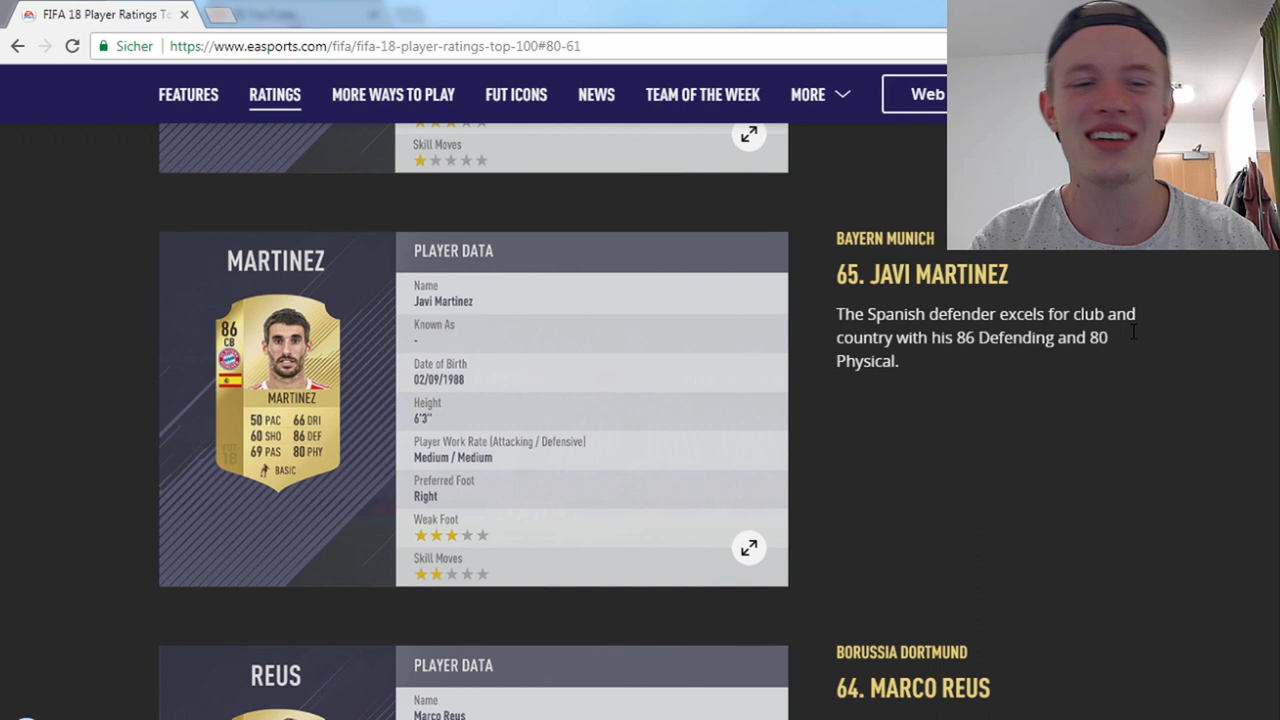 FIFA 18 Player Ratings To
Sicher
https://www.easports.com/fifa/fifa-18-player-ratings-top-100#80-61
FEATURES
RATINGS
MORE WAYS TO PLAY
FUT ICONS
NEWS
TEAM OF THE WEEK
MORE
Web
Skill Moves
MARTINEZ
86
CB
MARTINEZ
50 PAC 66 DRI
60 SHO 86 DEF
69 PAS 80 PHY
BASIC
FUT
18
PLAYER DATA
Name
Javi Martinez
Known As
-
Date of Birth
02/09/1988
Height
6'3"
Player Work Rate (Attacking / Defensive)
Medium / Medium
Preferred Foot
Right
Weak Foot
Skill Moves
BAYERN MUNICH
65. JAVI MARTINEZ
The Spanish defender excels for club and
country with his 86 Defending and 80
Physical.
REUS
PLAYER DATA
Name
Marco Reus
BORUSSIA DORTMUND
64. MARCO REUS